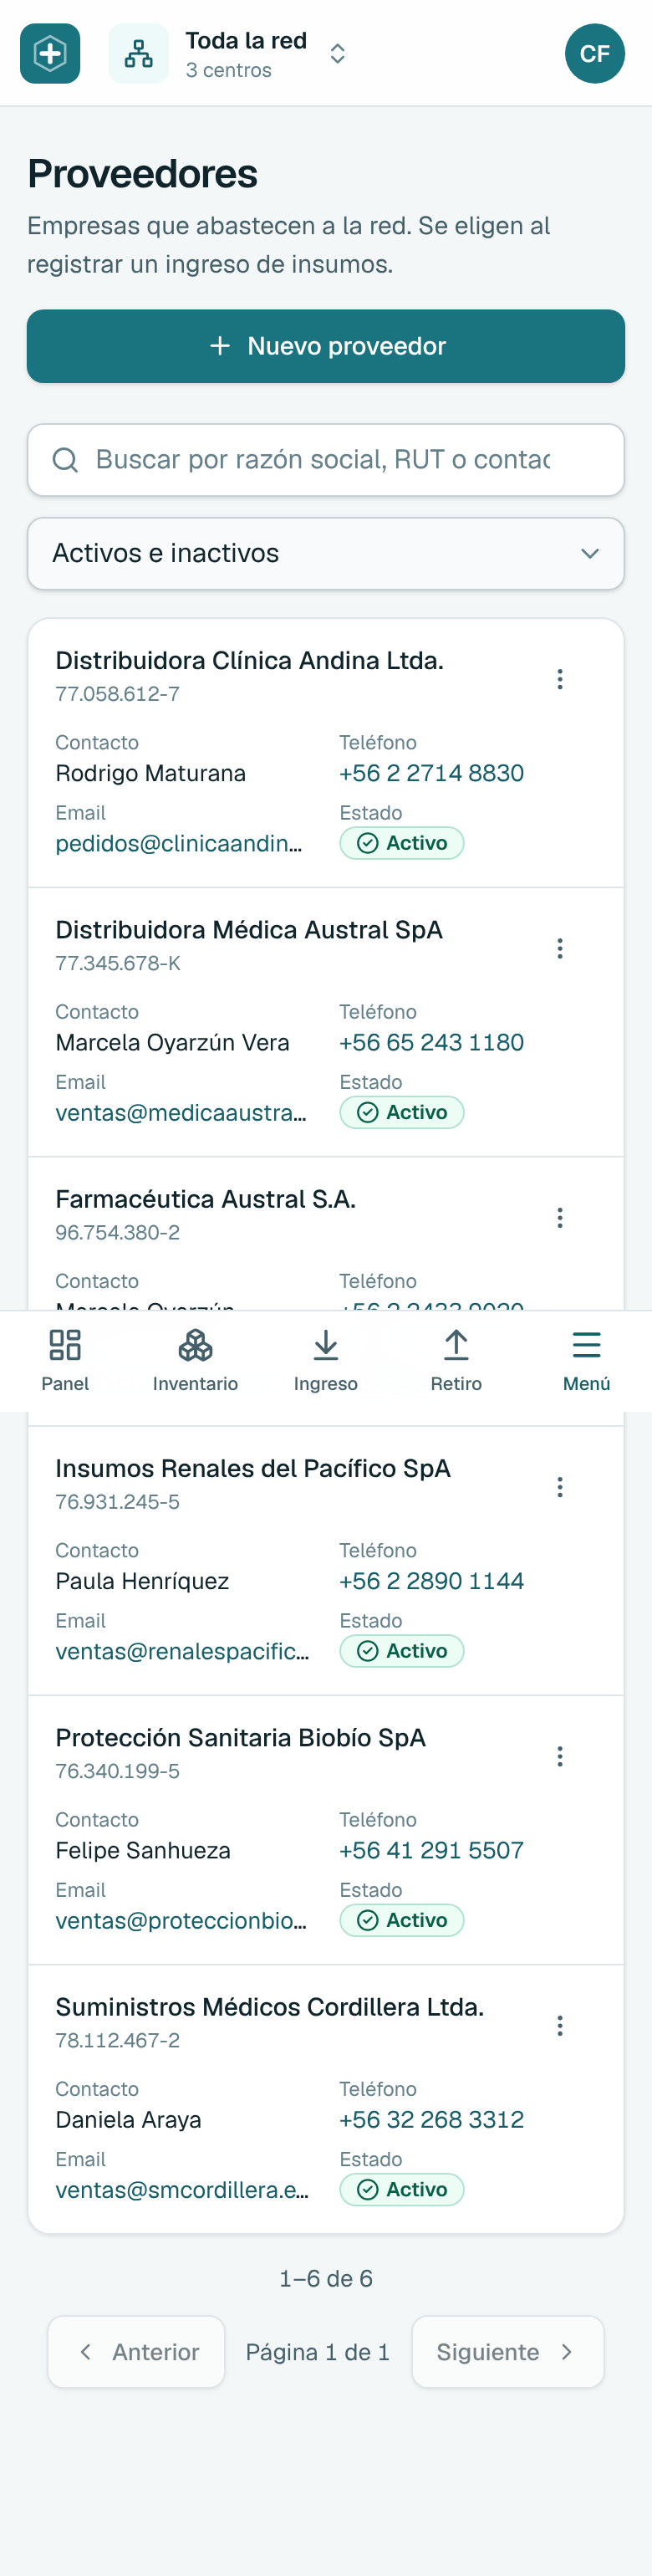 Toda la red
3 centros
CF
Proveedores
Empresas que abastecen a la red. Se eligen al
registrar un ingreso de insumos.
Nuevo proveedor
Buscar por razón social, RUT o contac
Activos e inactivos
Distribuidora Clínica Andina Ltda.
77.058.612-7
Contacto Teléfono
Rodrigo Maturana +56 2 2714 8830
Email Estado
pedidos@clinicaandin... Activo
Distribuidora Médica Austral SpA
77.345.678-K
Contacto Teléfono
Marcela Oyarzún Vera +56 65 243 1180
Email Estado
ventas@medicaaustra... Activo
Farmacéutica Austral S.A.
96.754.380-2
Contacto Teléfono
Marcela Oyarzún +56 2 2433 9020
Panel Inventario Ingreso Retiro Menú
Insumos Renales del Pacífico SpA
76.931.245-5
Contacto Teléfono
Paula Henríquez +56 2 2890 1144
Email Estado
ventas@renalespacific... Activo
Protección Sanitaria Biobío SpA
76.340.199-5
Contacto Teléfono
Felipe Sanhueza +56 41 291 5507
Email Estado
ventas@proteccionbio... Activo
Suministros Médicos Cordillera Ltda.
78.112.467-2
Contacto Teléfono
Daniela Araya +56 32 268 3312
Email Estado
ventas@smcordillera.e... Activo
1–6 de 6
Anterior Página 1 de 1 Siguiente